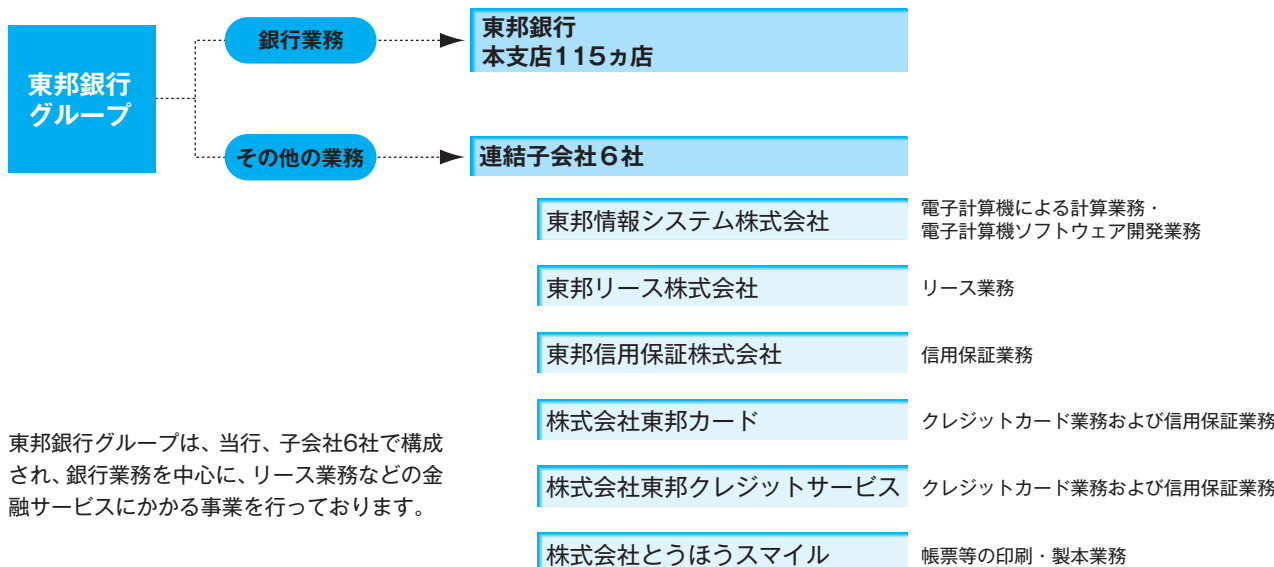 東邦銀行
グループ
銀行業務
東邦銀行
本支店115ヵ店
その他の業務
連結子会社6社
東邦情報システム株式会社
電子計算機による計算業務・
電子計算機ソフトウェア開発業務
東邦リース株式会社
リース業務
東邦信用保証株式会社
信用保証業務
株式会社東邦カード
クレジットカード業務および信用保証業務
株式会社東邦クレジットサービス
クレジットカード業務および信用保証業務
株式会社とうほうスマイル
帳票等の印刷・製本業務
東邦銀行グループは、当行、子会社6社で構成
され、銀行業務を中心に、リース業務などの金
融サービスにかかる事業を行っております。